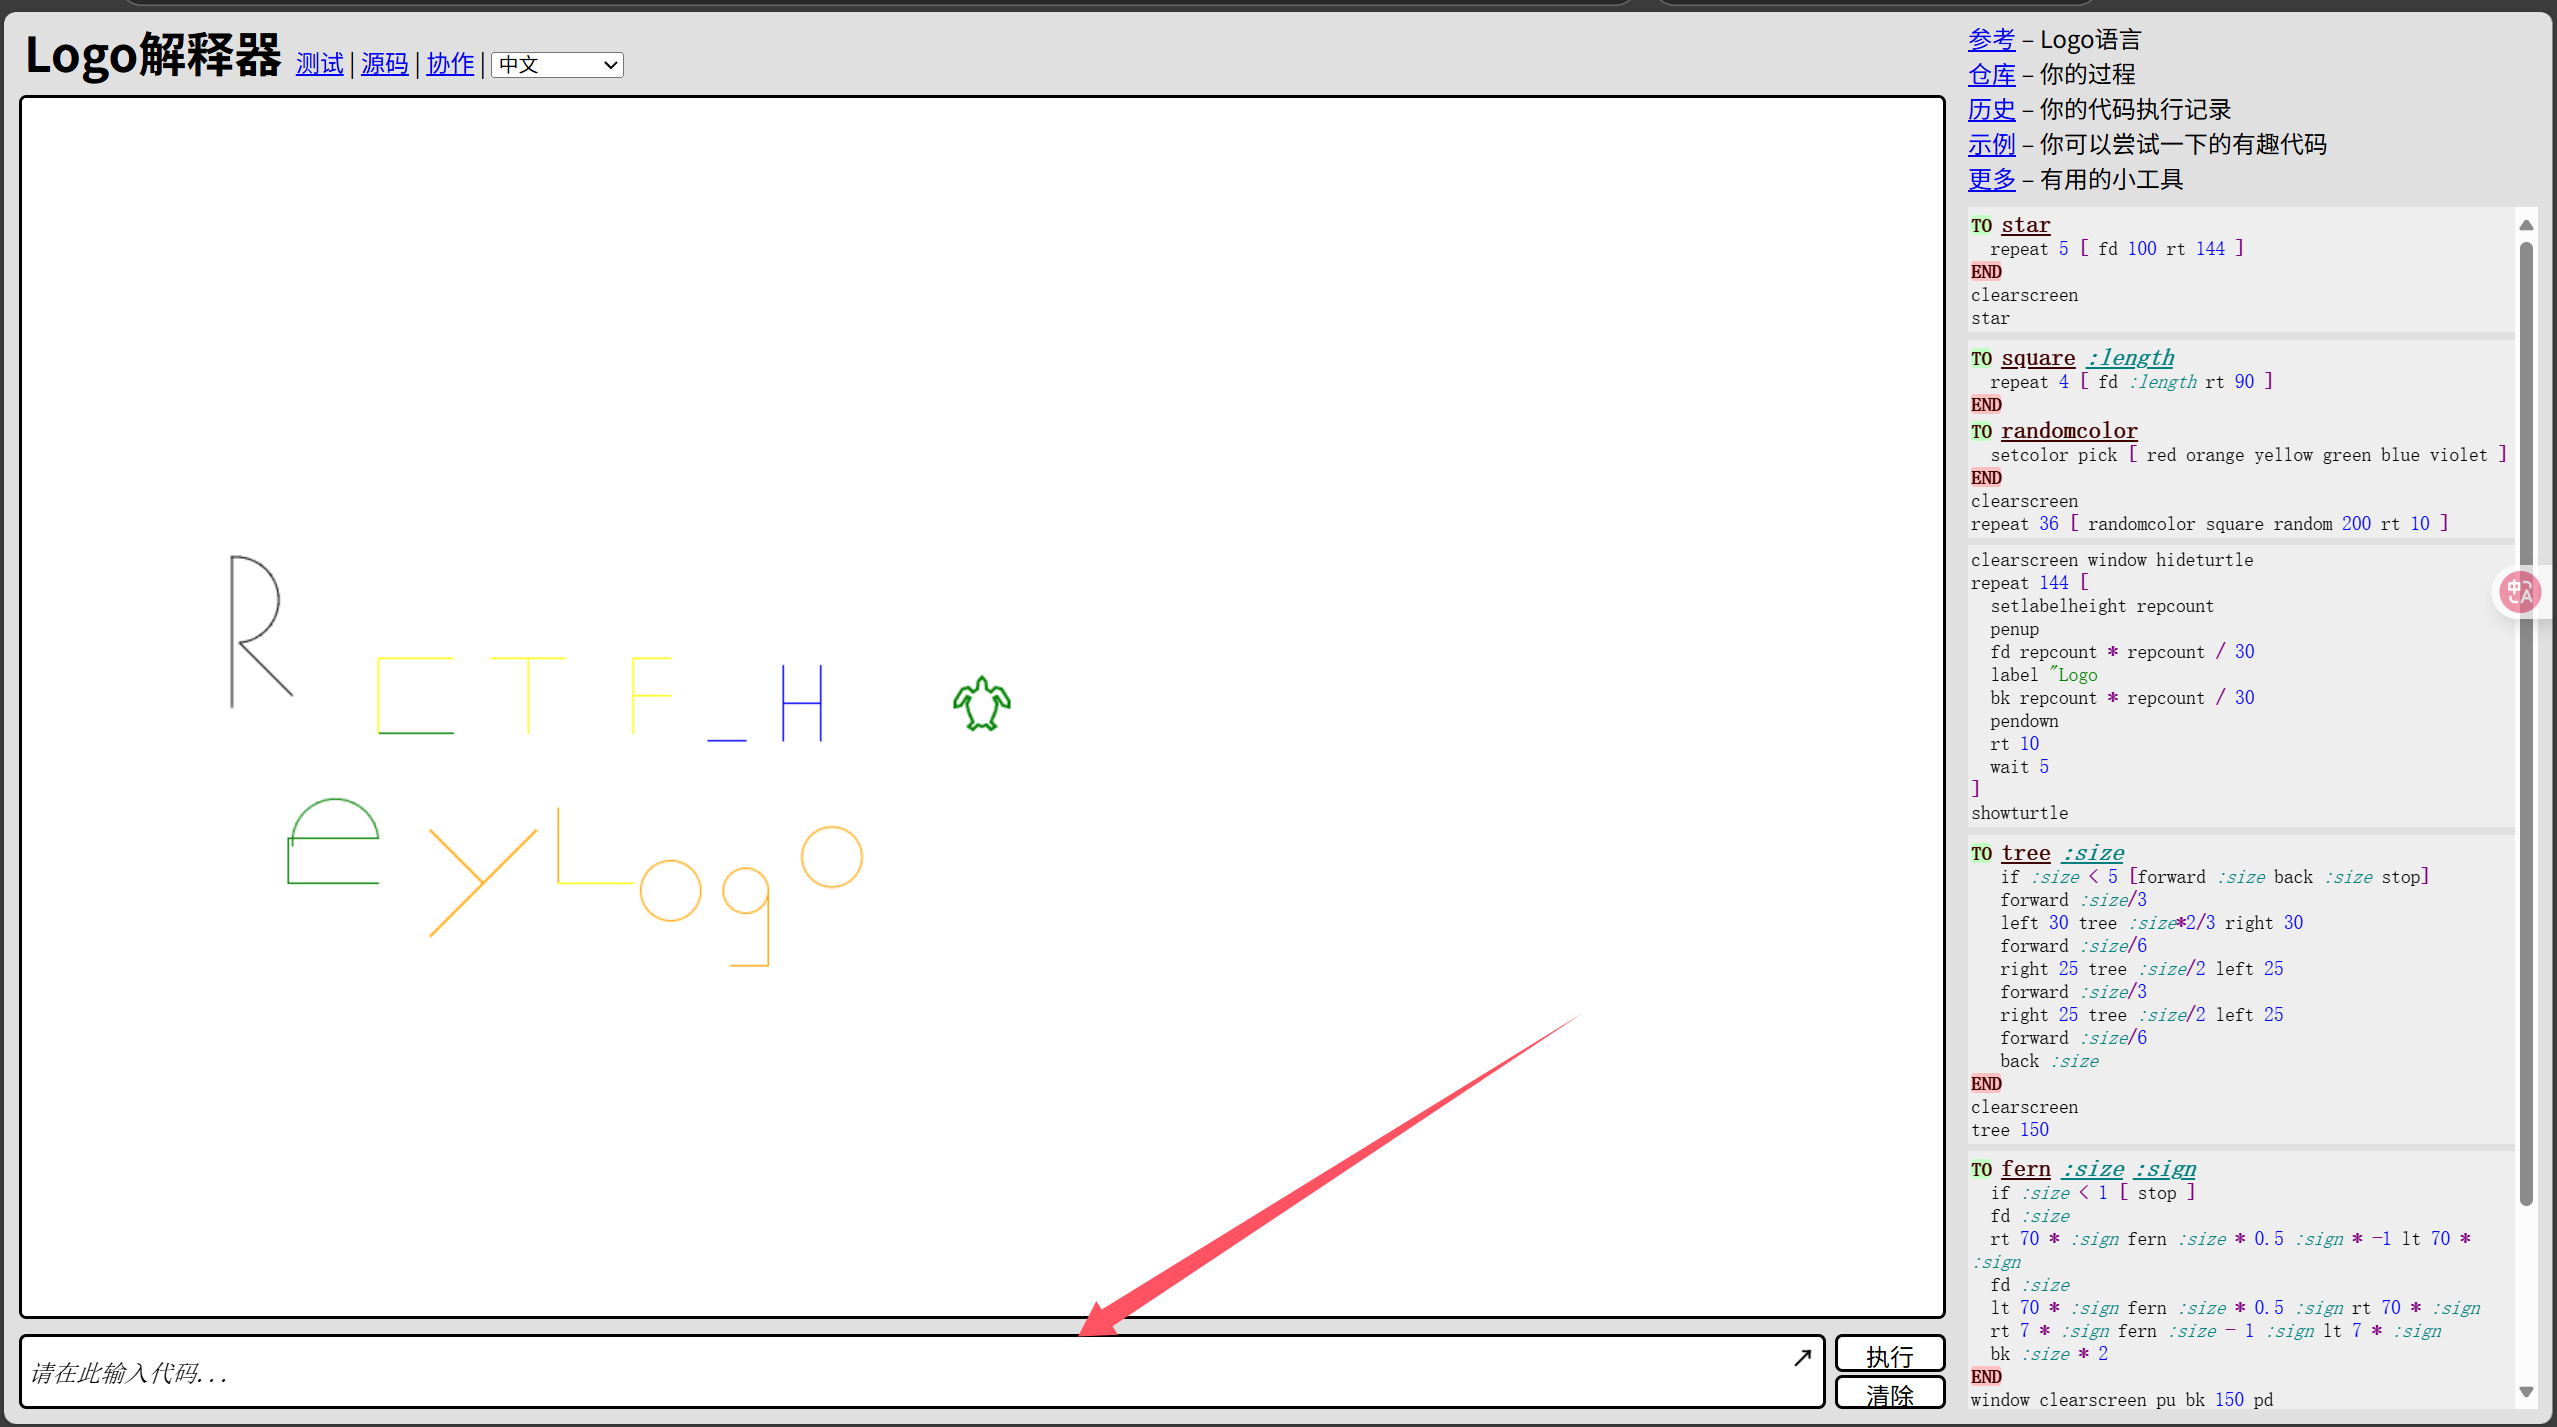 Logo解释器 测试 | 源码 | 协作 | 中文
R
C T F _ H
e y L o g o
请在此输入代码...
执行
清除
参考 – Logo语言
仓库 – 你的过程
历史 – 你的代码执行记录
示例 – 你可以尝试一下的有趣代码
更多 – 有用的小工具
TO star
repeat 5 [ fd 100 rt 144 ]
END
clearscreen
star
TO square :length
repeat 4 [ fd :length rt 90 ]
END
TO randomcolor
setcolor pick [ red orange yellow green blue violet ]
END
clearscreen
repeat 36 [ randomcolor square random 200 rt 10 ]
clearscreen window hideturtle
repeat 144 [
setlabelheight repcount
penup
fd repcount * repcount / 30
label "Logo
bk repcount * repcount / 30
pendown
rt 10
wait 5
]
showturtle
TO tree :size
if :size < 5 [forward :size back :size stop]
forward :size/3
left 30 tree :size*2/3 right 30
forward :size/6
right 25 tree :size/2 left 25
forward :size/3
right 25 tree :size/2 left 25
forward :size/6
back :size
END
clearscreen
tree 150
TO fern :size :sign
if :size < 1 [ stop ]
fd :size
rt 70 * :sign fern :size * 0.5 :sign * -1 lt 70 *
:sign
fd :size
lt 70 * :sign fern :size * 0.5 :sign rt 70 * :sign
rt 7 * :sign fern :size - 1 :sign lt 7 * :sign
bk :size * 2
END
window clearscreen pu bk 150 pd
中A